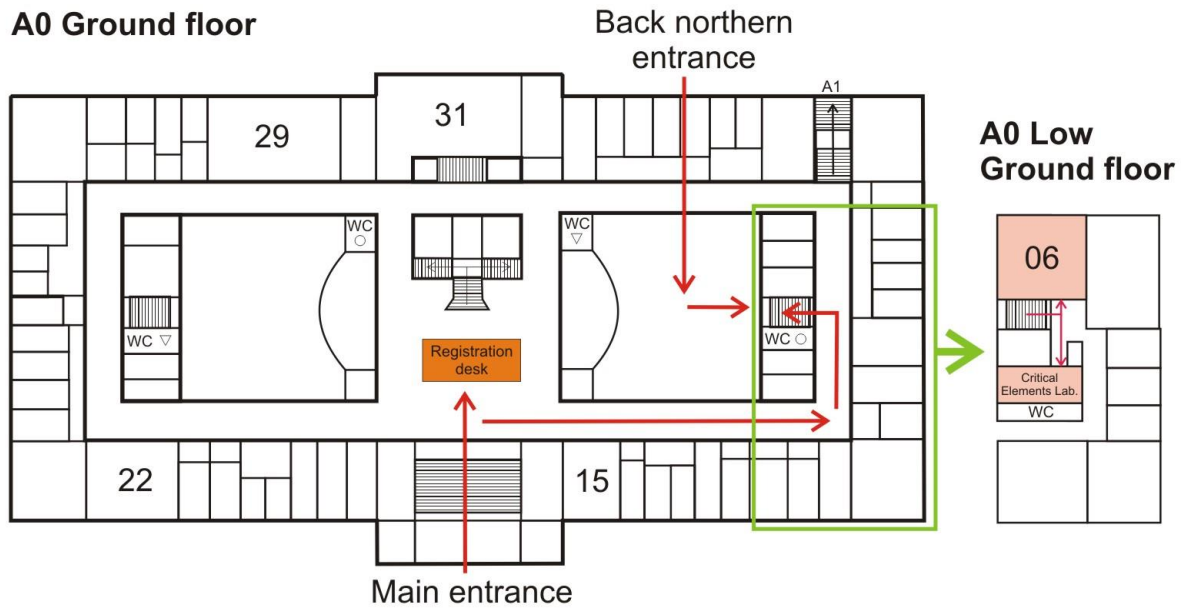 A0 Ground floor
Back northern
entrance
A1
31
29
A0 Low
Ground floor
WC
WC
06
WC
WC
Registration
desk
Critical
Elements Lab.
WC
22
15
Main entrance